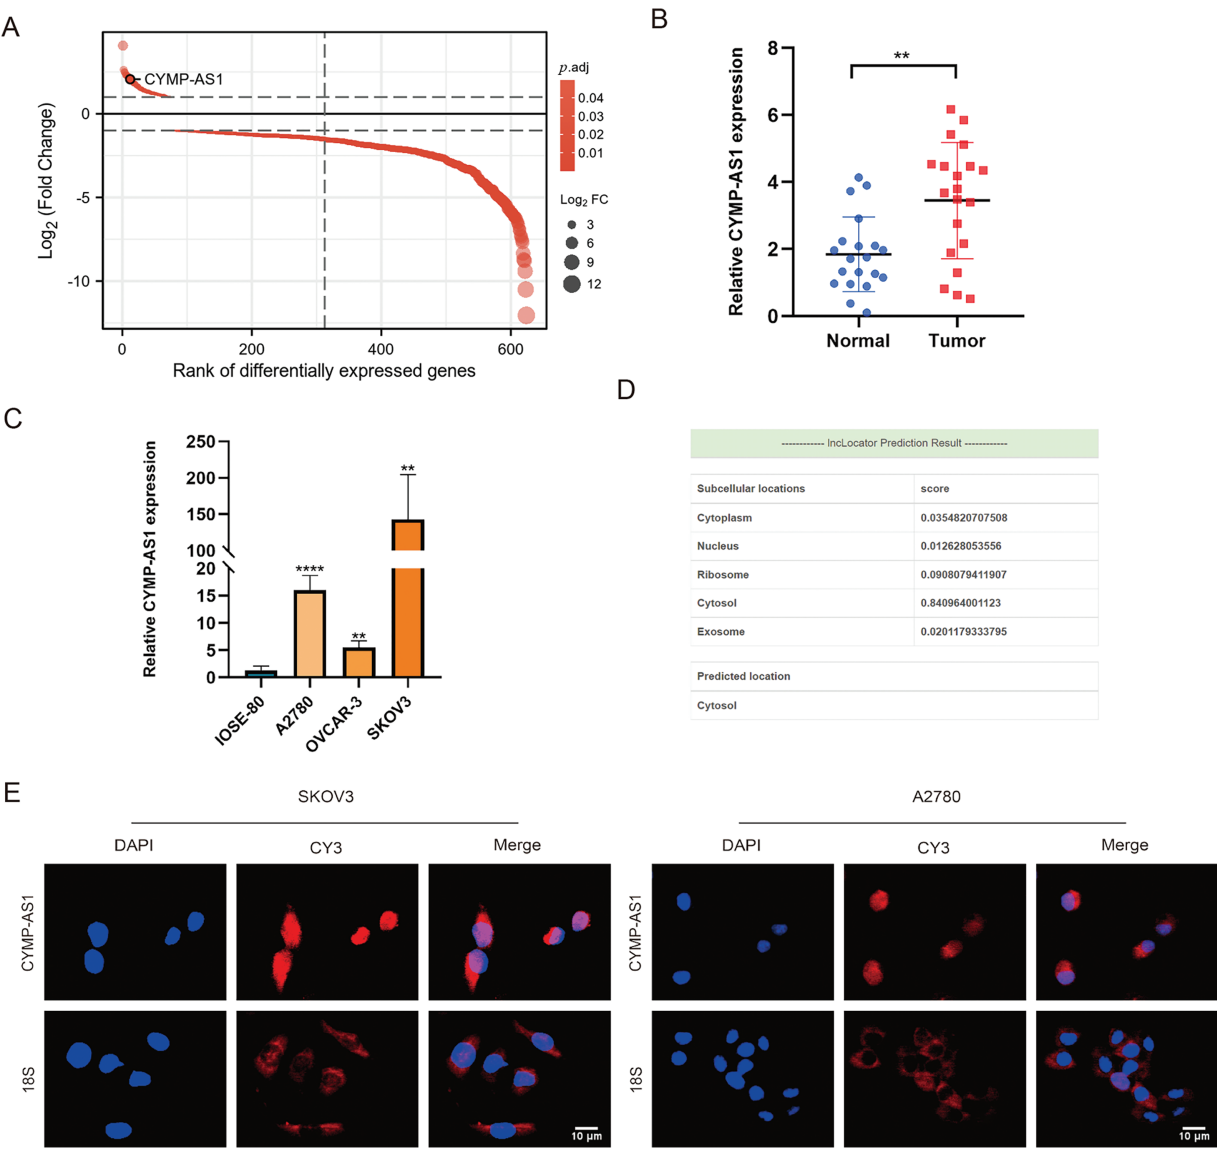 A
CYMP-AS1
0
-5
-10
Log2 (Fold Change)
0 200 400 600
Rank of differentially expressed genes
p.adj
0.04
0.03
0.02
0.01
Log2 FC
3
6
9
12
B
**
8
6
4
2
0
Relative CYMP-AS1 expression
Normal Tumor
C
250
200
150
100
20
15
10
5
0
Relative CYMP-AS1 expression
****
**
**
IOSE-80
A2780
OVCAR-3
SKOV3
D
------------ lncLocator Prediction Result ------------
Subcellular locations score
Cytoplasm 0.0354820707508
Nucleus 0.012628053556
Ribosome 0.0908079411907
Cytosol 0.840964001123
Exosome 0.0201179333795
Predicted location
Cytosol
E
SKOV3 A2780
DAPI CY3 Merge DAPI CY3 Merge
CYMP-AS1 CYMP-AS1
18S 18S
10 μm 10 μm